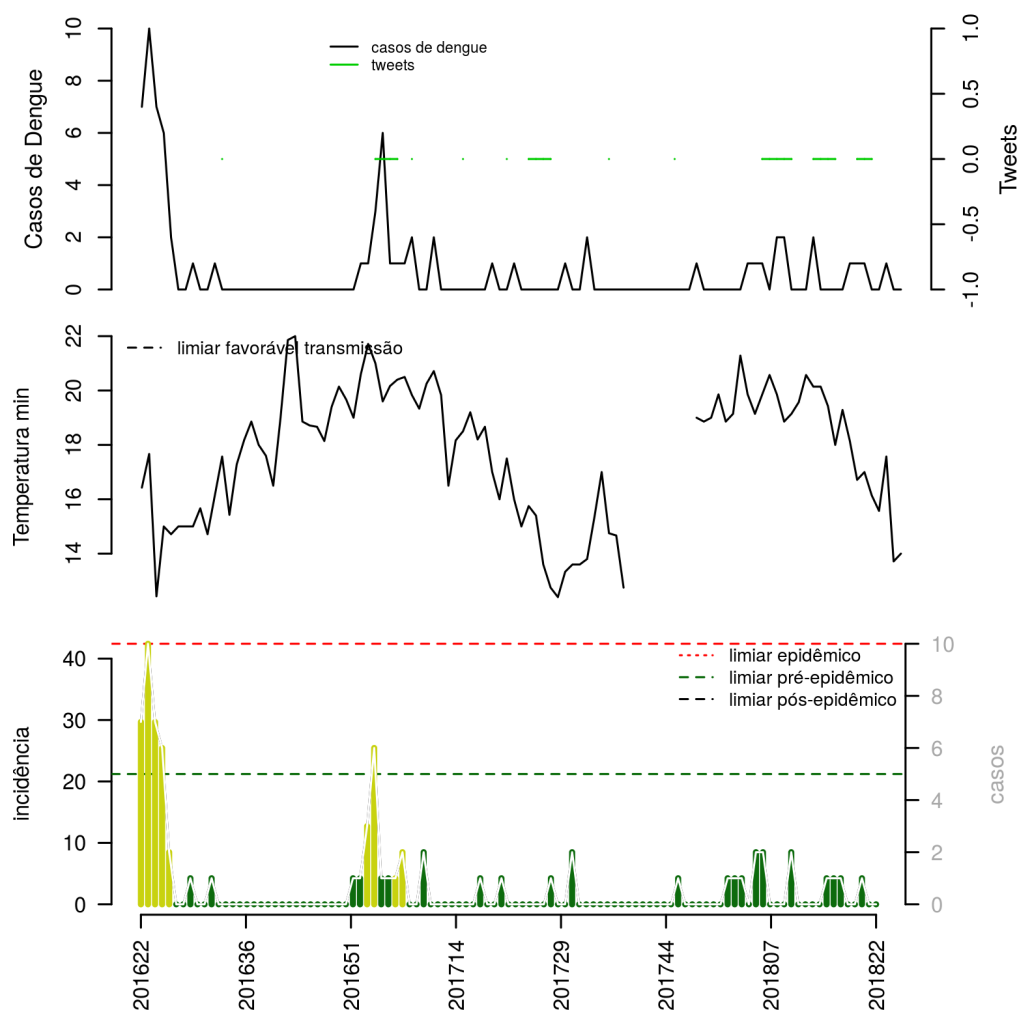 casos de dengue
tweets
Casos de Dengue
0 2 4 6 8 10
Tweets
-1.0 -0.5 0.0 0.5 1.0
limiar favorável transmissão
Temperatura min
14 16 18 20 22
limiar epidêmico
limiar pré-epidêmico
limiar pós-epidêmico
incidência
0 10 20 30 40
casos
0 2 4 6 8 10
201622 201636 201651 201714 201729 201744 201807 201822